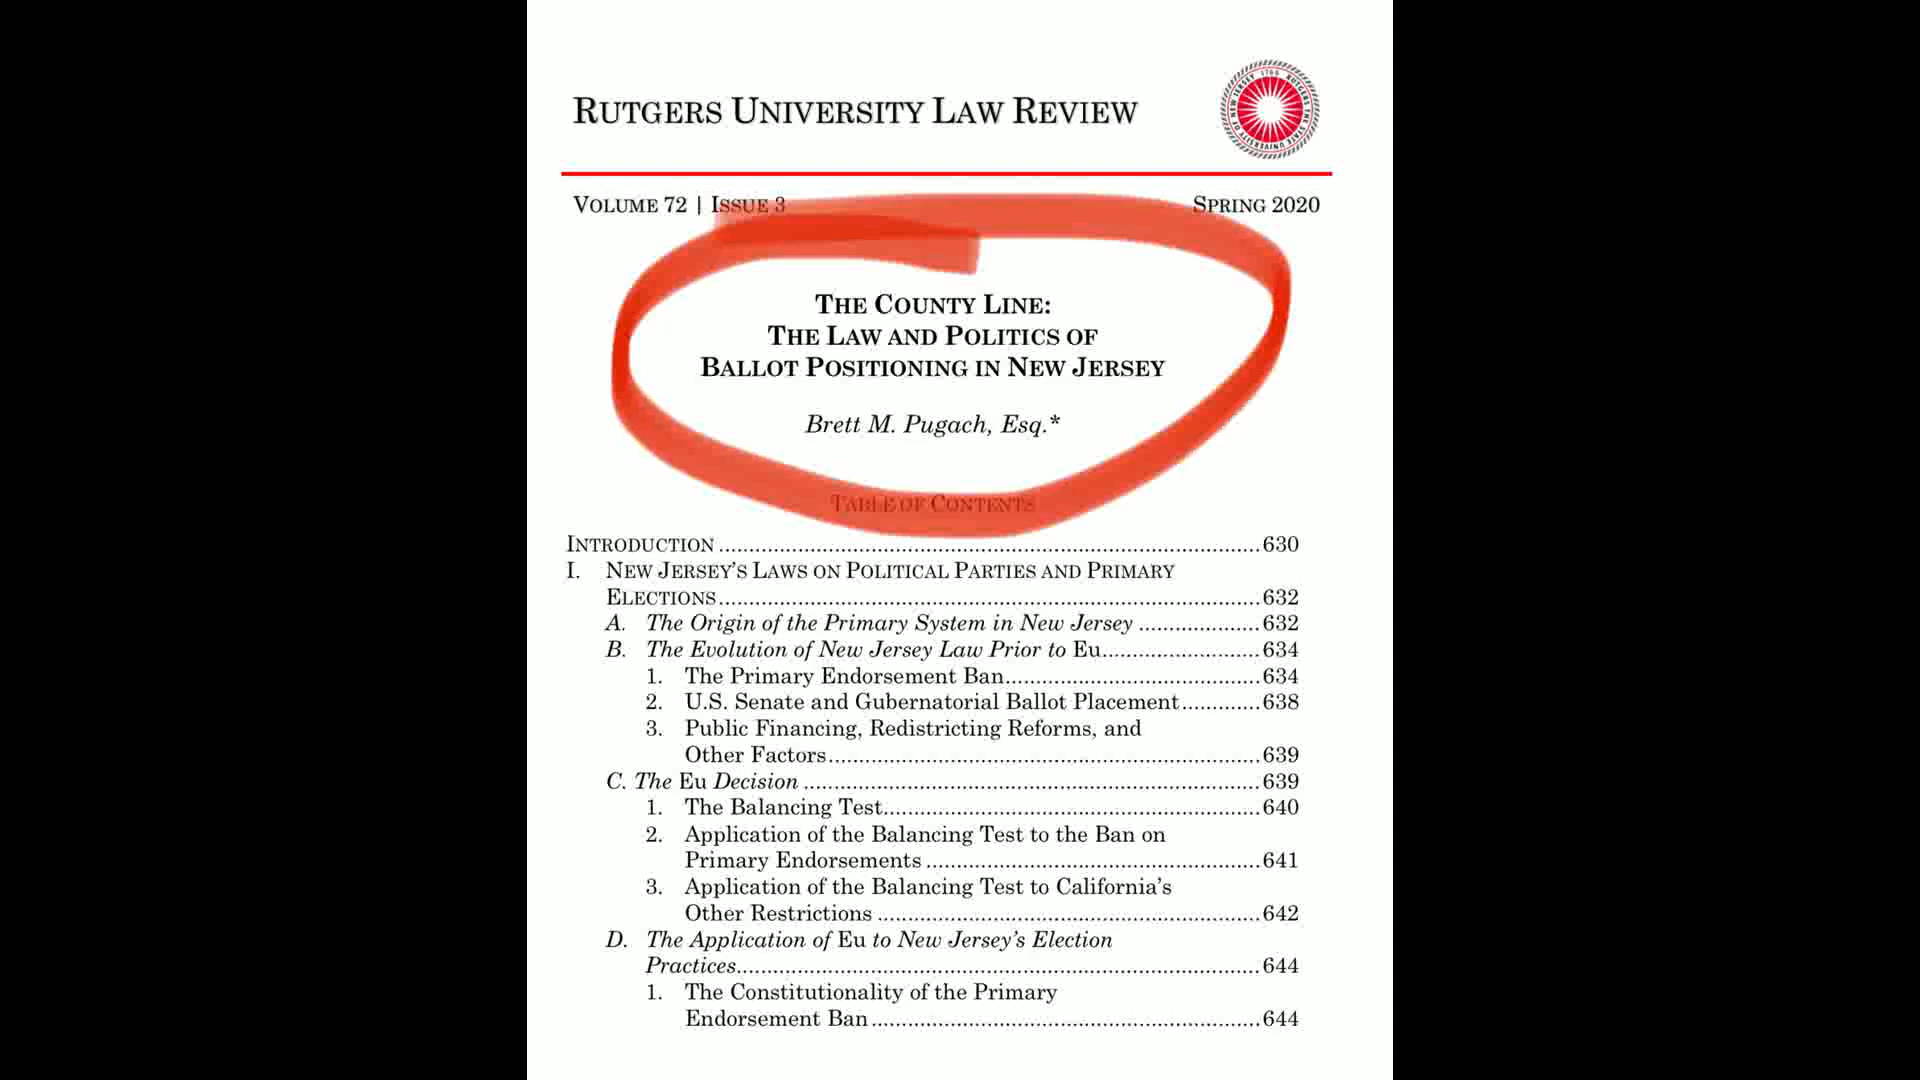 RUTGERS UNIVERSITY LAW REVIEW
VOLUME 72 | ISSUE 3 SPRING 2020
THE COUNTY LINE:
THE LAW AND POLITICS OF
BALLOT POSITIONING IN NEW JERSEY
Brett M. Pugach, Esq.*
TABLE OF CONTENTS
INTRODUCTION ........................................ 630
I. NEW JERSEY'S LAWS ON POLITICAL PARTIES AND PRIMARY
ELECTIONS ........................................ 632
A. The Origin of the Primary System in New Jersey .................... 632
B. The Evolution of New Jersey Law Prior to Eu .......................... 634
1. The Primary Endorsement Ban ........................................ 634
2. U.S. Senate and Gubernatorial Ballot Placement ............. 638
3. Public Financing, Redistricting Reforms, and
Other Factors ........................................ 639
C. The Eu Decision ........................................ 639
1. The Balancing Test ........................................ 640
2. Application of the Balancing Test to the Ban on
Primary Endorsements ........................................ 641
3. Application of the Balancing Test to California's
Other Restrictions ........................................ 642
D. The Application of Eu to New Jersey's Election
Practices ........................................ 644
1. The Constitutionality of the Primary
Endorsement Ban ........................................ 644